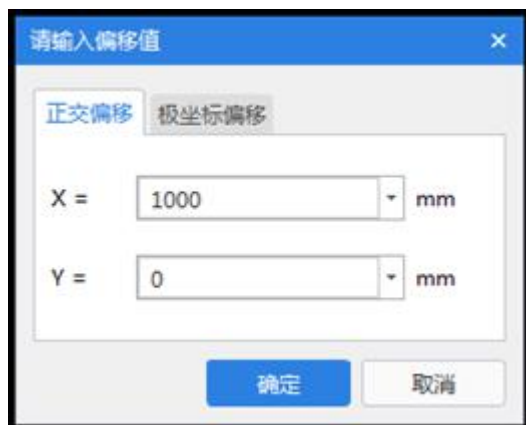 请输入偏移值 ×
正交偏移 极坐标偏移
X = 1000 mm
Y = 0 mm
确定 取消